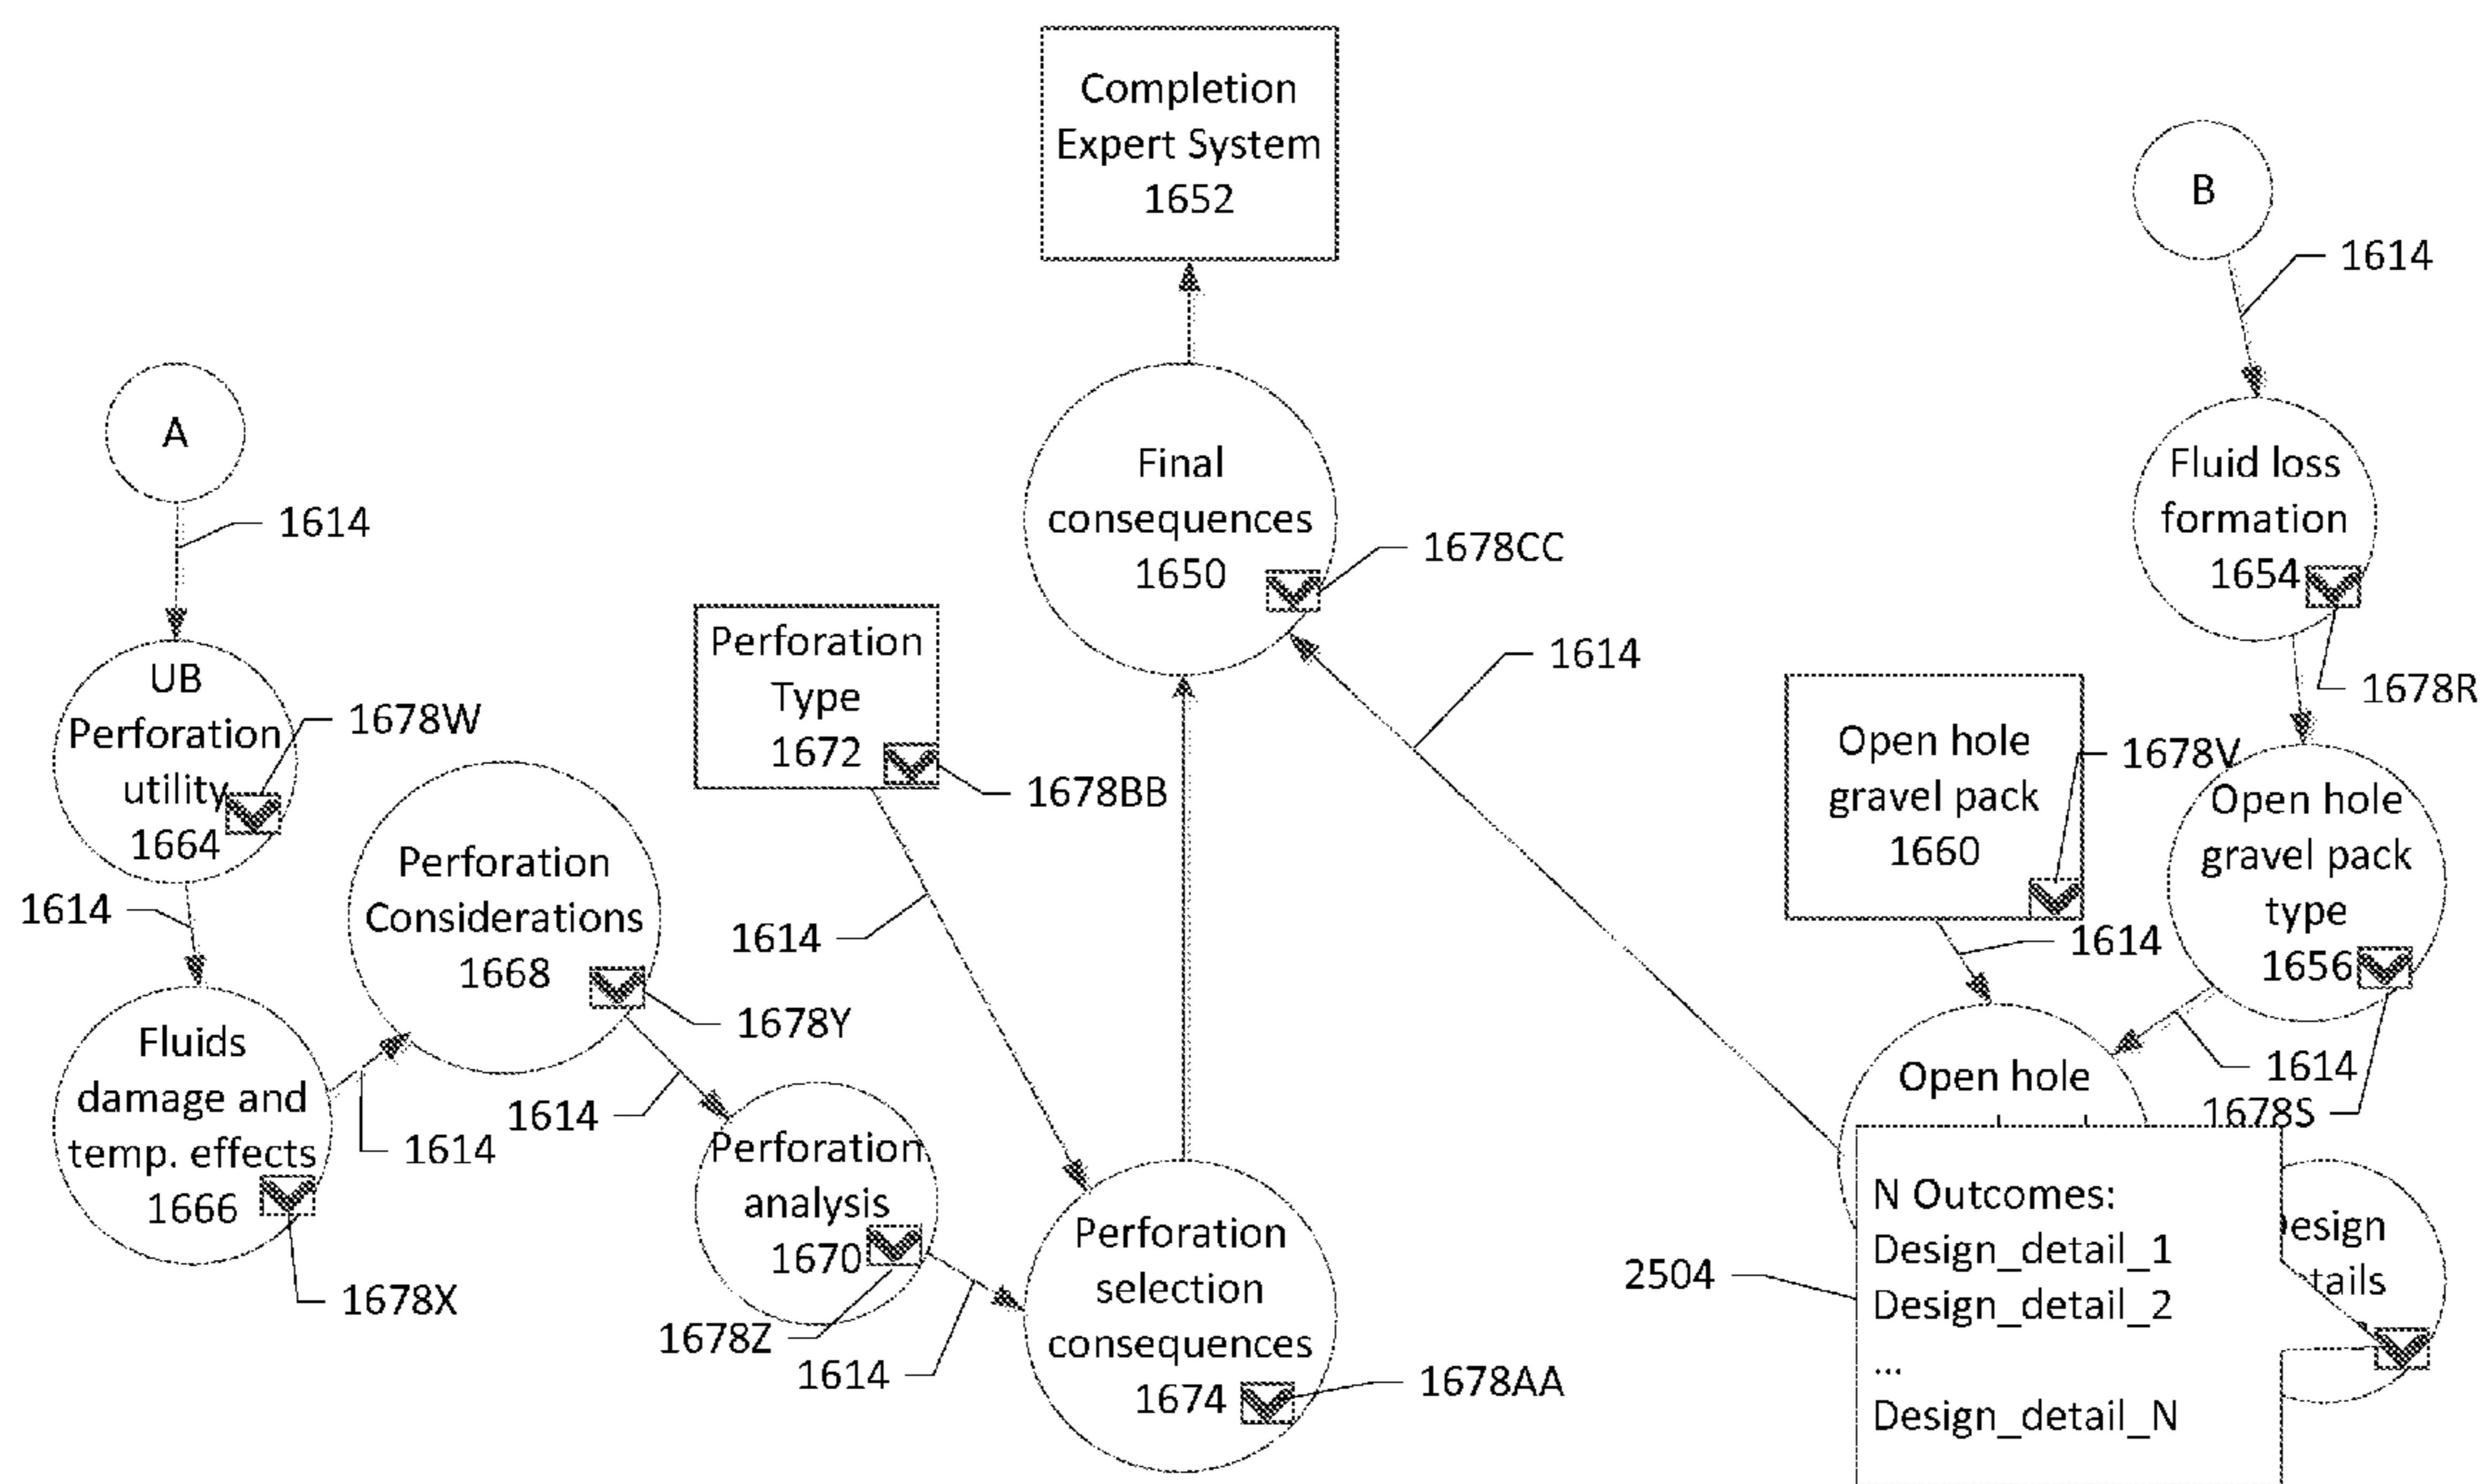 Completion
Expert System
1652
B
1614
A
1614
Final
consequences
1650
1678CC
Fluid loss
formation
1654
1678R
1614
UB
Perforation
utility
1664
1678W
Perforation
Type
1672
1678BB
Open hole
gravel pack
1660
1678V
Open hole
gravel pack
type
1656
1678S
1614
1614
1614
Perforation
Considerations
1668
1678Y
1614
1614
Fluids
damage and
temp. effects
1666
1678X
1614
1614
Perforation
analysis
1670
1678Z
1614
Perforation
selection
consequences
1674
1678AA
Open hole
2504
N Outcomes:
Design_detail_1
Design_detail_2
...
Design_detail_N
esign
tails